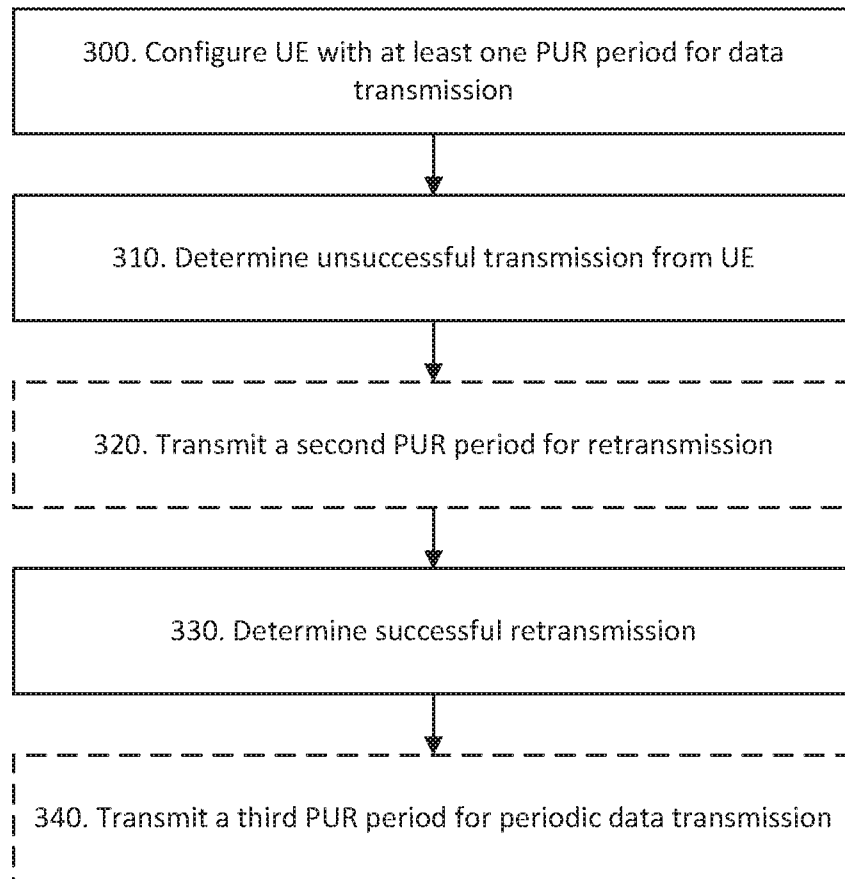 300. Configure UE with at least one PUR period for data
transmission
310. Determine unsuccessful transmission from UE
320. Transmit a second PUR period for retransmission
330. Determine successful retransmission
340. Transmit a third PUR period for periodic data transmission